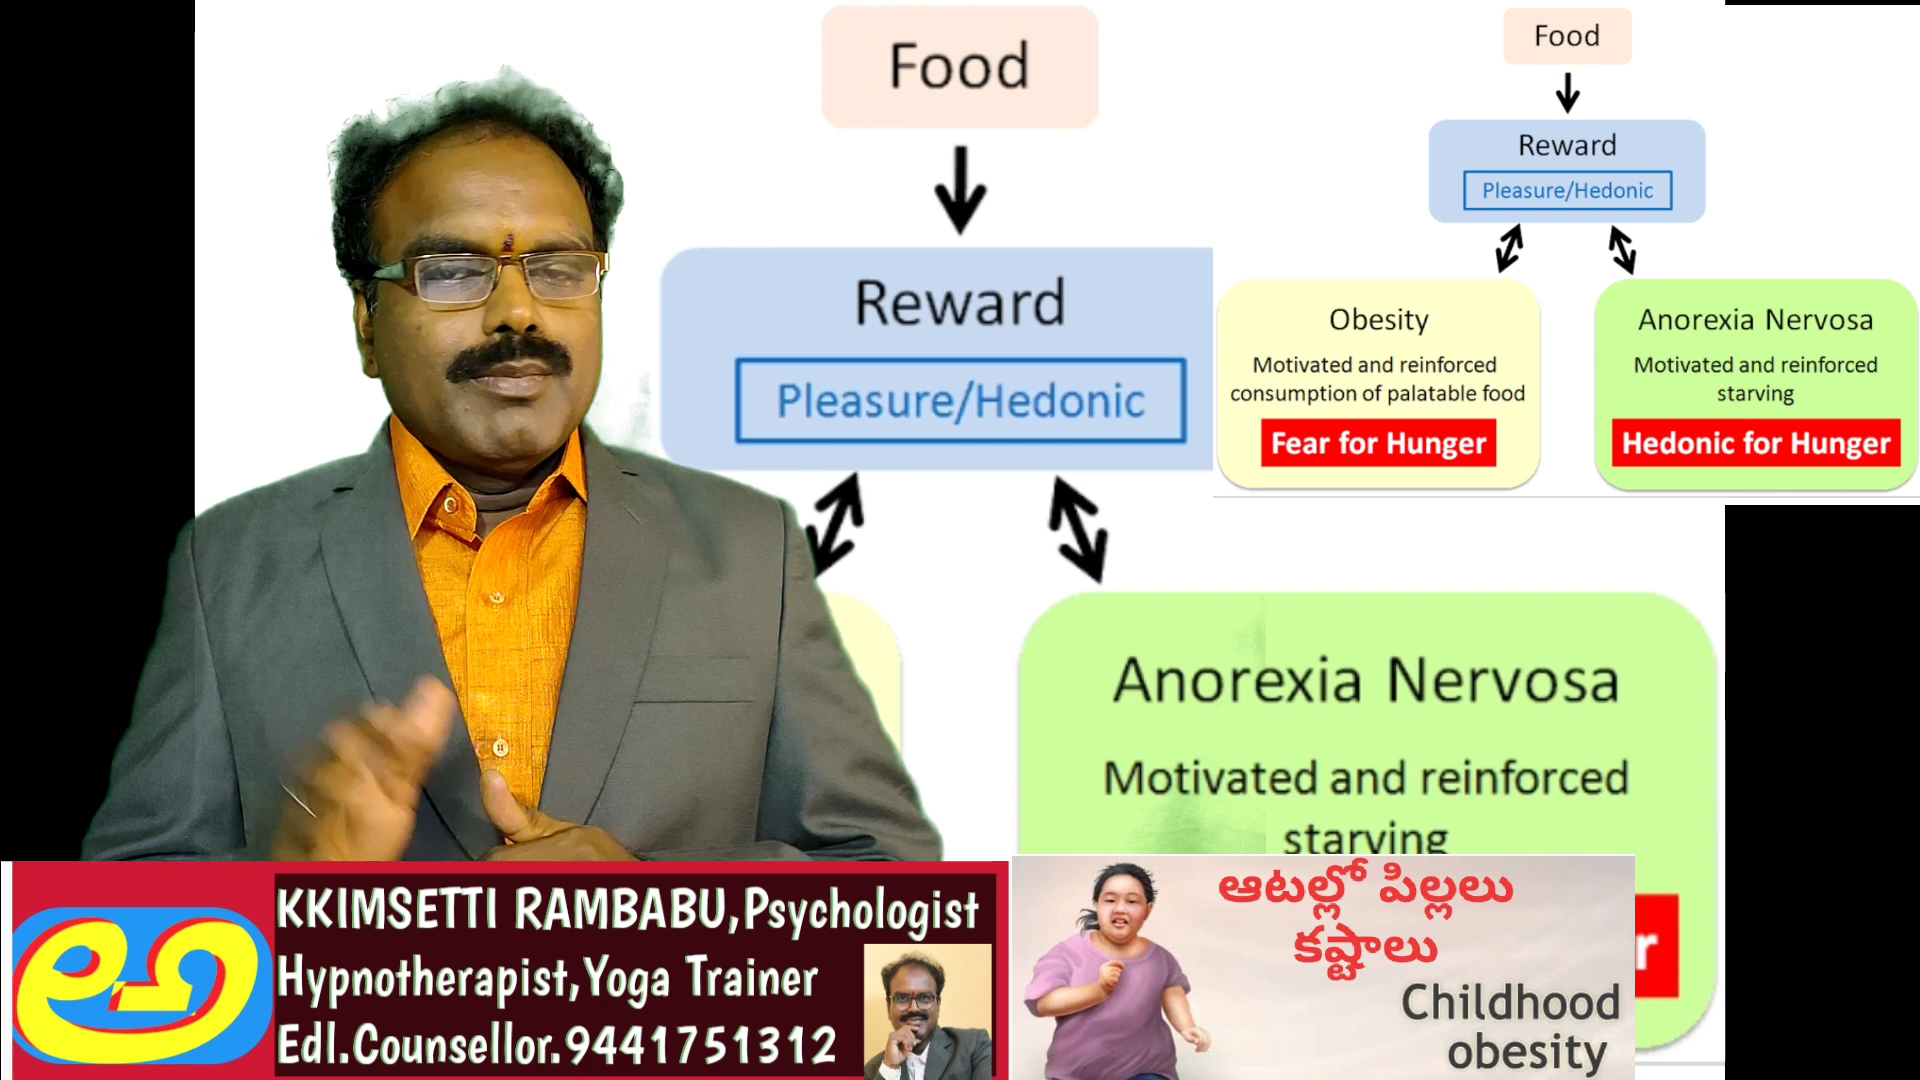 Food
Reward
Pleasure/Hedonic
Anorexia Nervosa
Motivated and reinforced
starving
r
Food
Reward
Pleasure/Hedonic
Obesity
Motivated and reinforced
consumption of palatable food
Fear for Hunger
Anorexia Nervosa
Motivated and reinforced
starving
Hedonic for Hunger
KKIMSETTI RAMBABU,Psychologist
Hypnotherapist,Yoga Trainer
Edl.Counsellor.9441751312
ఆటల్లో పిల్లలు
కష్టాలు
Childhood
obesity